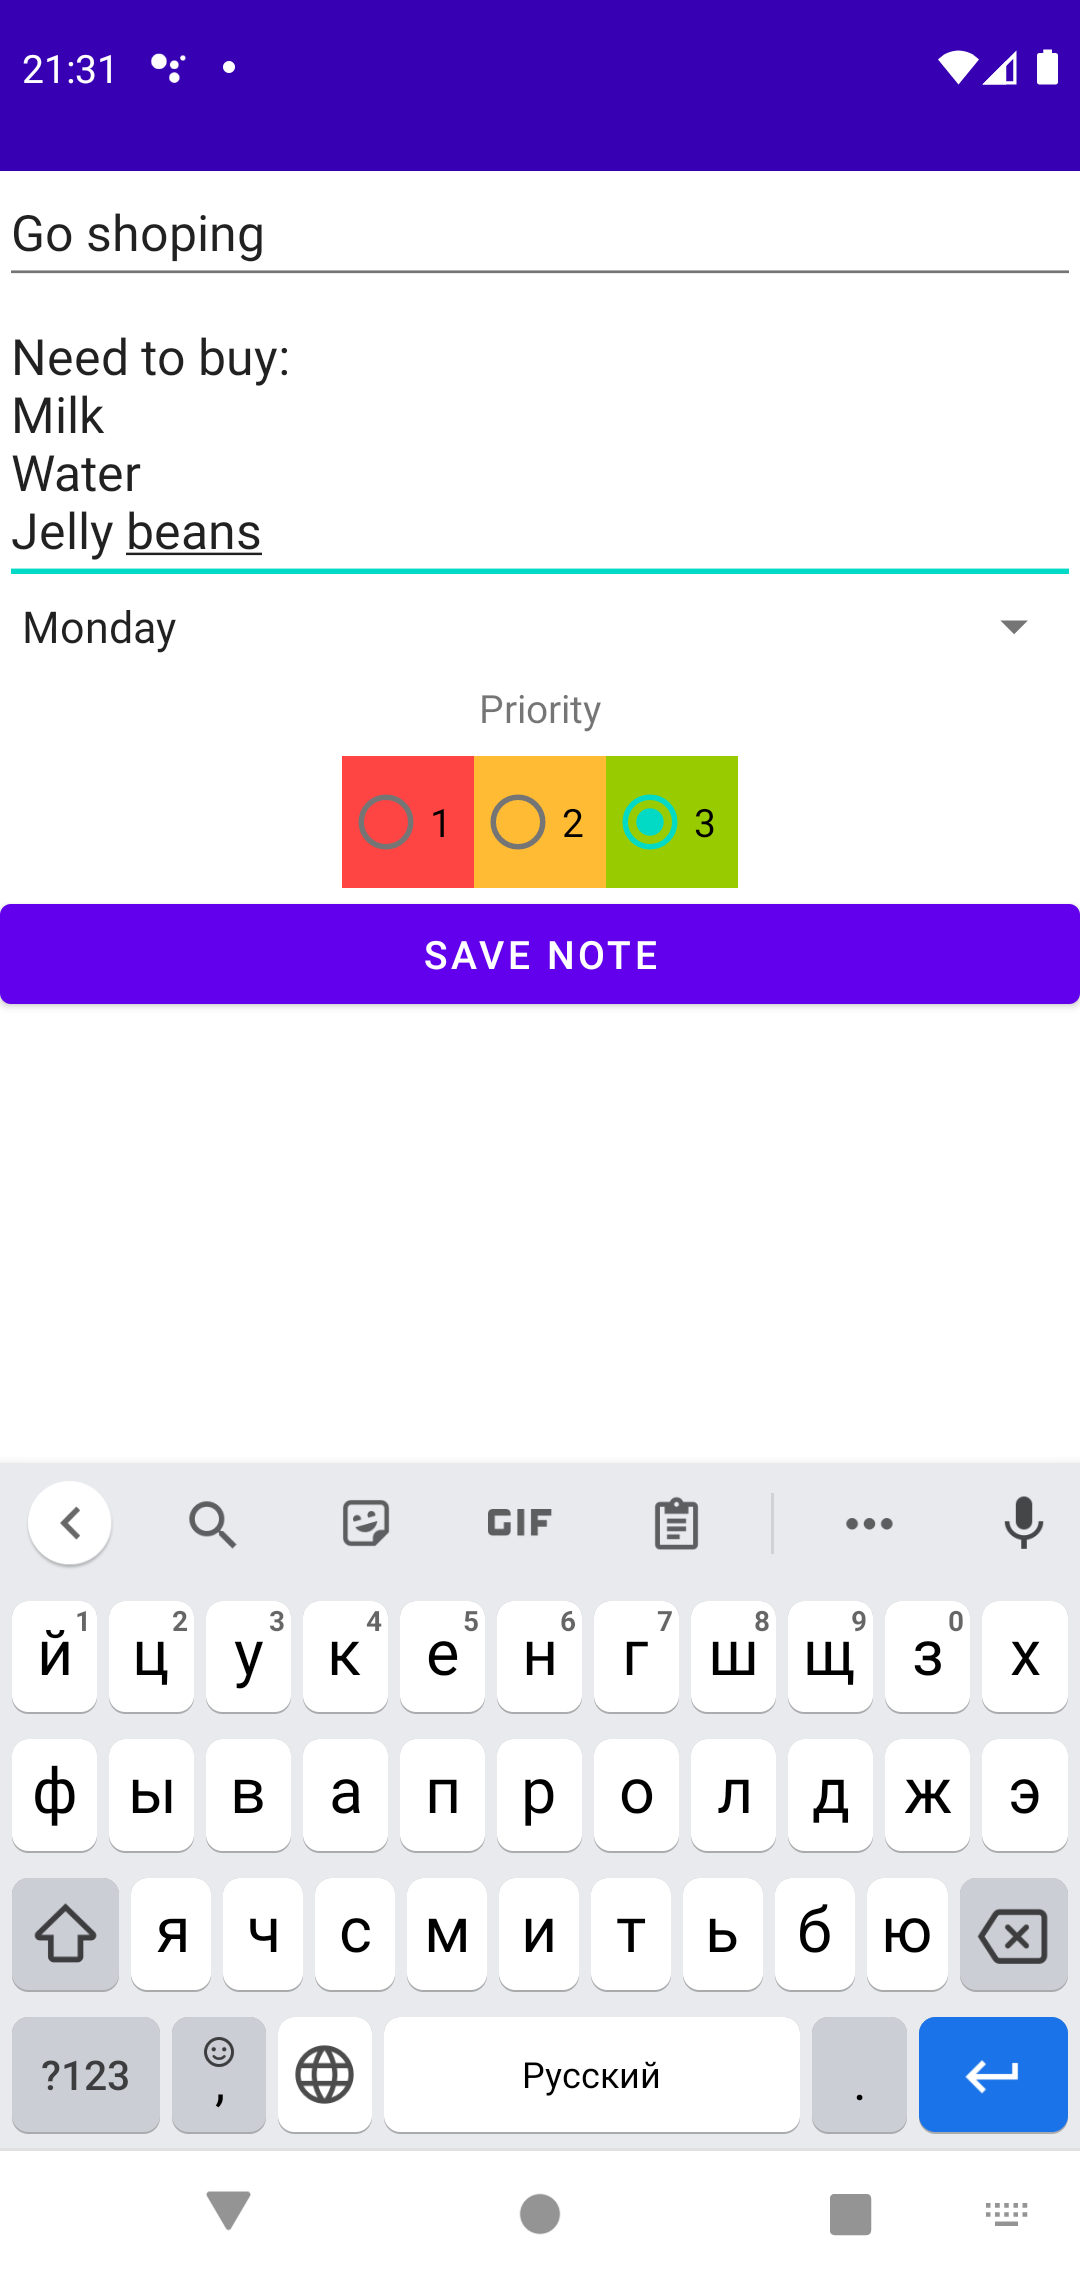 21:31
Go shoping
Need to buy:
Milk
Water
Jelly beans
Monday
Priority
1 2 3
SAVE NOTE
GIF
1 2 3 4 5 6 7 8 9 0
й ц у к е н г ш щ з х
ф ы в а п р о л д ж э
я ч с м и т ь б ю
?123 , Русский .